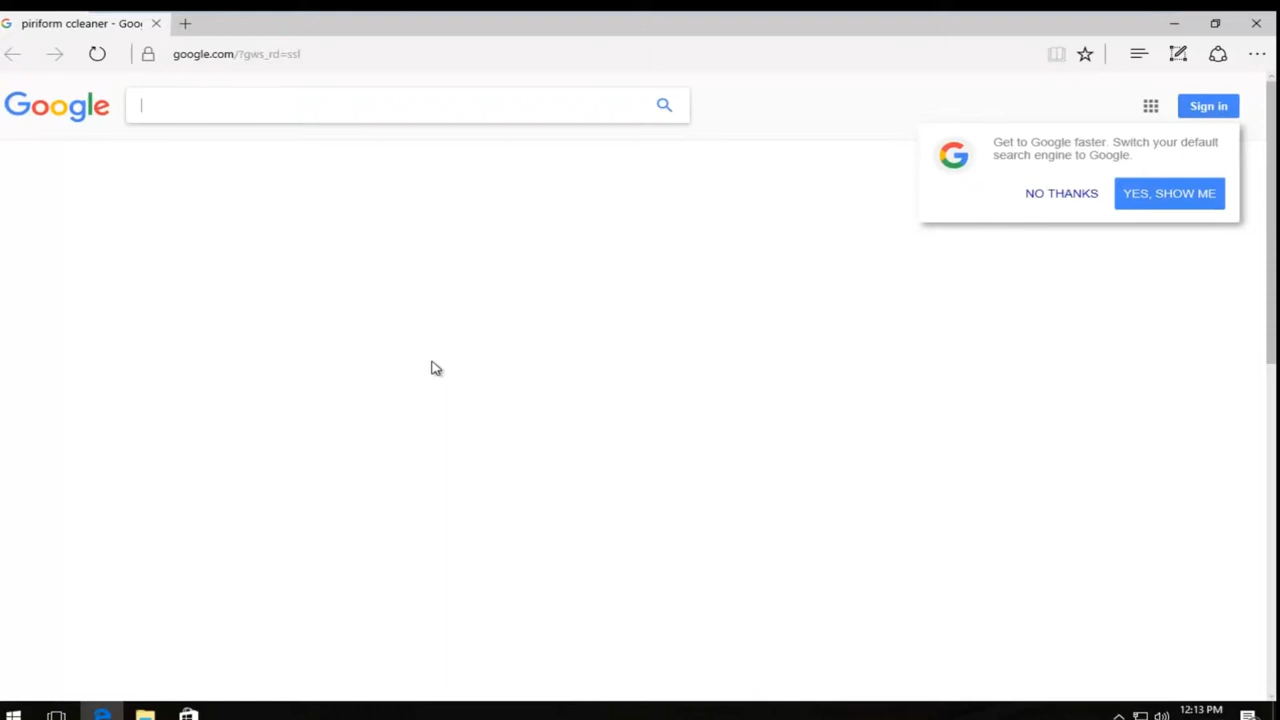 piriform ccleaner - Goo
google.com/?gws_rd=ssl
Google
Sign in
Get to Google faster. Switch your default
search engine to Google.
NO THANKS
YES, SHOW ME
12:13 PM